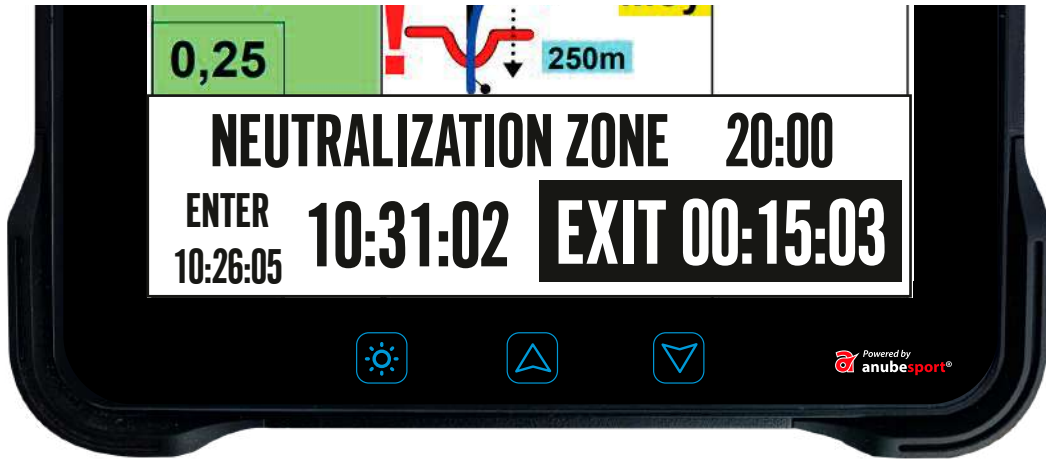 0,25
250m
NEUTRALIZATION ZONE 20:00
ENTER
10:26:05
10:31:02
EXIT 00:15:03
Powered by
anubesport®